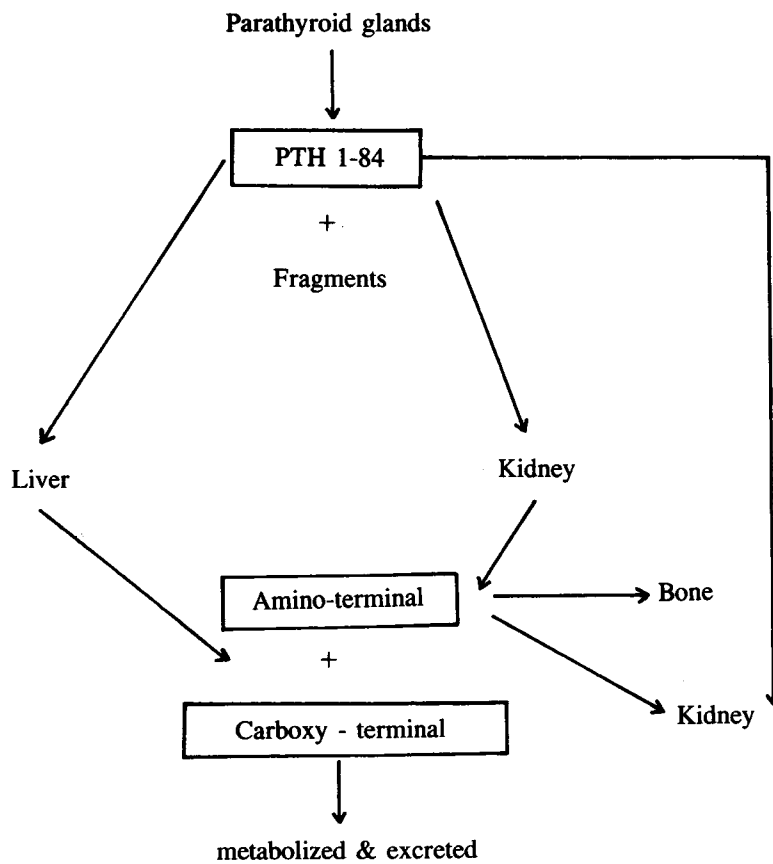 Parathyroid glands
PTH 1-84
+
Fragments
Liver
Kidney
Amino-terminal
Bone
+
Kidney
Carboxy - terminal
metabolized & excreted